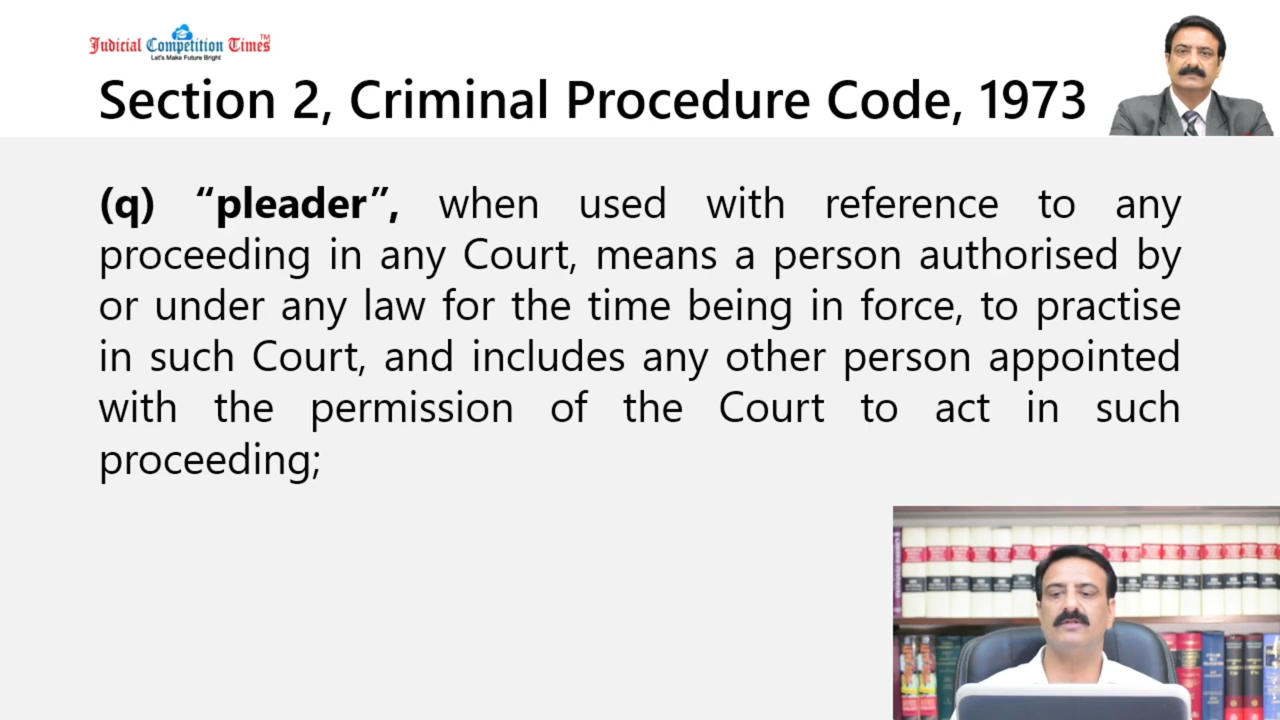 Judicial Competition Times™
Let's Make Future Bright
Section 2, Criminal Procedure Code, 1973
(q) “pleader”, when used with reference to any
proceeding in any Court, means a person authorised by
or under any law for the time being in force, to practise
in such Court, and includes any other person appointed
with the permission of the Court to act in such
proceeding;